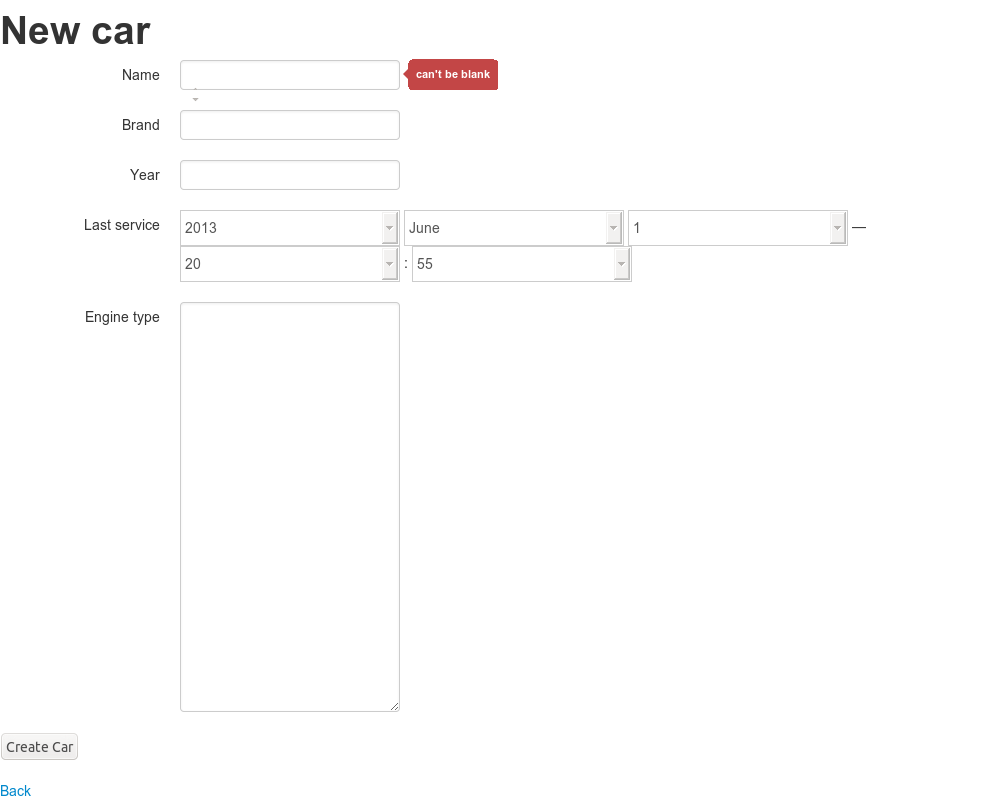 New car
Name can't be blank
Brand
Year
Last service 2013 June 1 —
20 : 55
Engine type
Create Car
Back